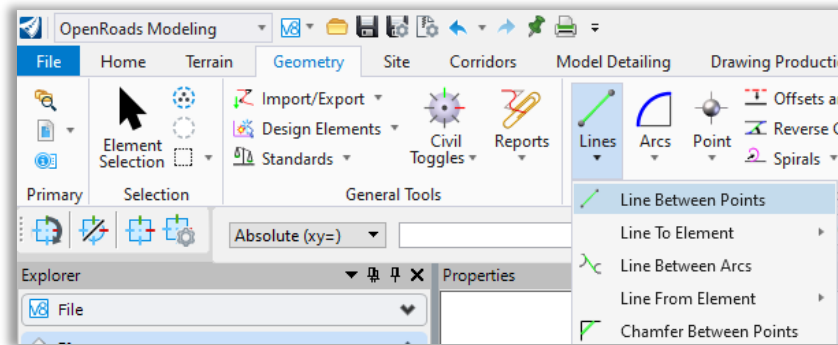 OpenRoads Modeling
File Home Terrain Geometry Site Corridors Model Detailing Drawing
Import/Export
Design Elements
Standards
Element Selection
Civil Toggles
Reports
Lines
Arcs
Point
Offsets
Reverse
Spirals
Primary Selection General Tools
Absolute (xy=)
Line Between Points
Line To Element
Line Between Arcs
Line From Element
Chamfer Between Points
Explorer
Properties
V8 File